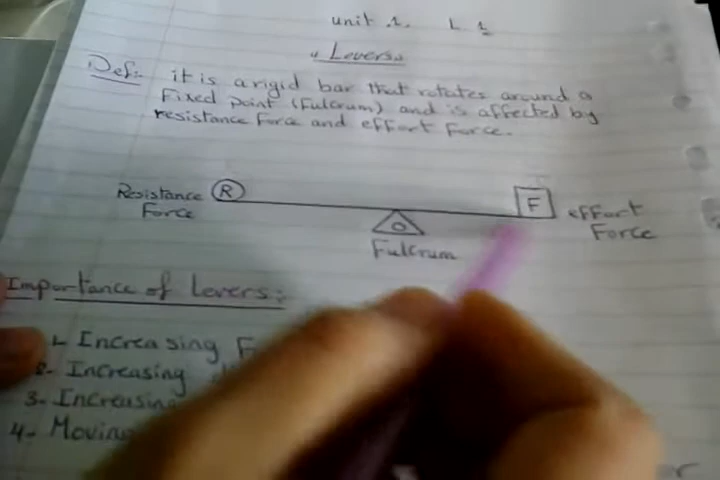 unit 1. L 1
" Levers "
Def:- it is a rigid bar that rotates around a
Fixed point (Fulcrum) and is affected by
resistance Force and effort Force.
Resistance
Force
R
F
effort
Force
O
Fulcrum
Importance of Levers:-
1- Increasing
2- Increasing
3- Increasing
4- Moving